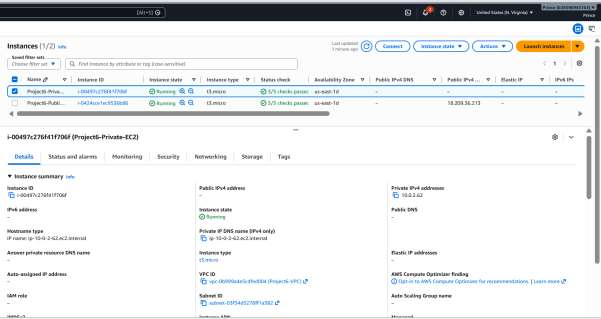 [Alt+S]
United States (N. Virginia)
Prince
Instances (1/2) Info
Last updated
1 minute ago
Connect
Instance state
Actions
Launch instances
Saved filter sets
Choose filter set
Find Instance by attribute or tag (case-sensitive)
1
Name
Instance ID
Instance state
Instance type
Status check
Availability Zone
Public IPv4 DNS
Public IPv4 ...
Elastic IP
IPv6 IPs
Project6-Priva...
i-00497c276f41f706f
Running
t3.micro
3/3 checks passed
us-east-1d
–
–
–
–
Project6-Publi...
Running
t3.micro
3/3 checks passed
us-east-1d
–
18.209.36.213
–
–
i-00497c276f41f706f (Project6-Private-EC2)
Details
Status and alarms
Monitoring
Security
Networking
Storage
Tags
Instance summary Info
Instance ID
i-00497c276f41f706f
Public IPv4 address
–
Private IPv4 addresses
10.0.2.62
IPv6 address
–
Instance state
Running
Public DNS
–
Hostname type
IP name: ip-10-0-2-62.ec2.internal
Private IP DNS name (IPv4 only)
ip-10-0-2-62.ec2.internal
Answer private resource DNS name
–
Instance type
t3.micro
Elastic IP addresses
–
Auto-assigned IP address
–
VPC ID
(Project6-VPC)
AWS Compute Optimizer finding
Opt-in to AWS Compute Optimizer for recommendations. | Learn more
IAM role
–
Subnet ID
subnet-03f54d5278ff1a382
Auto Scaling Group name
–